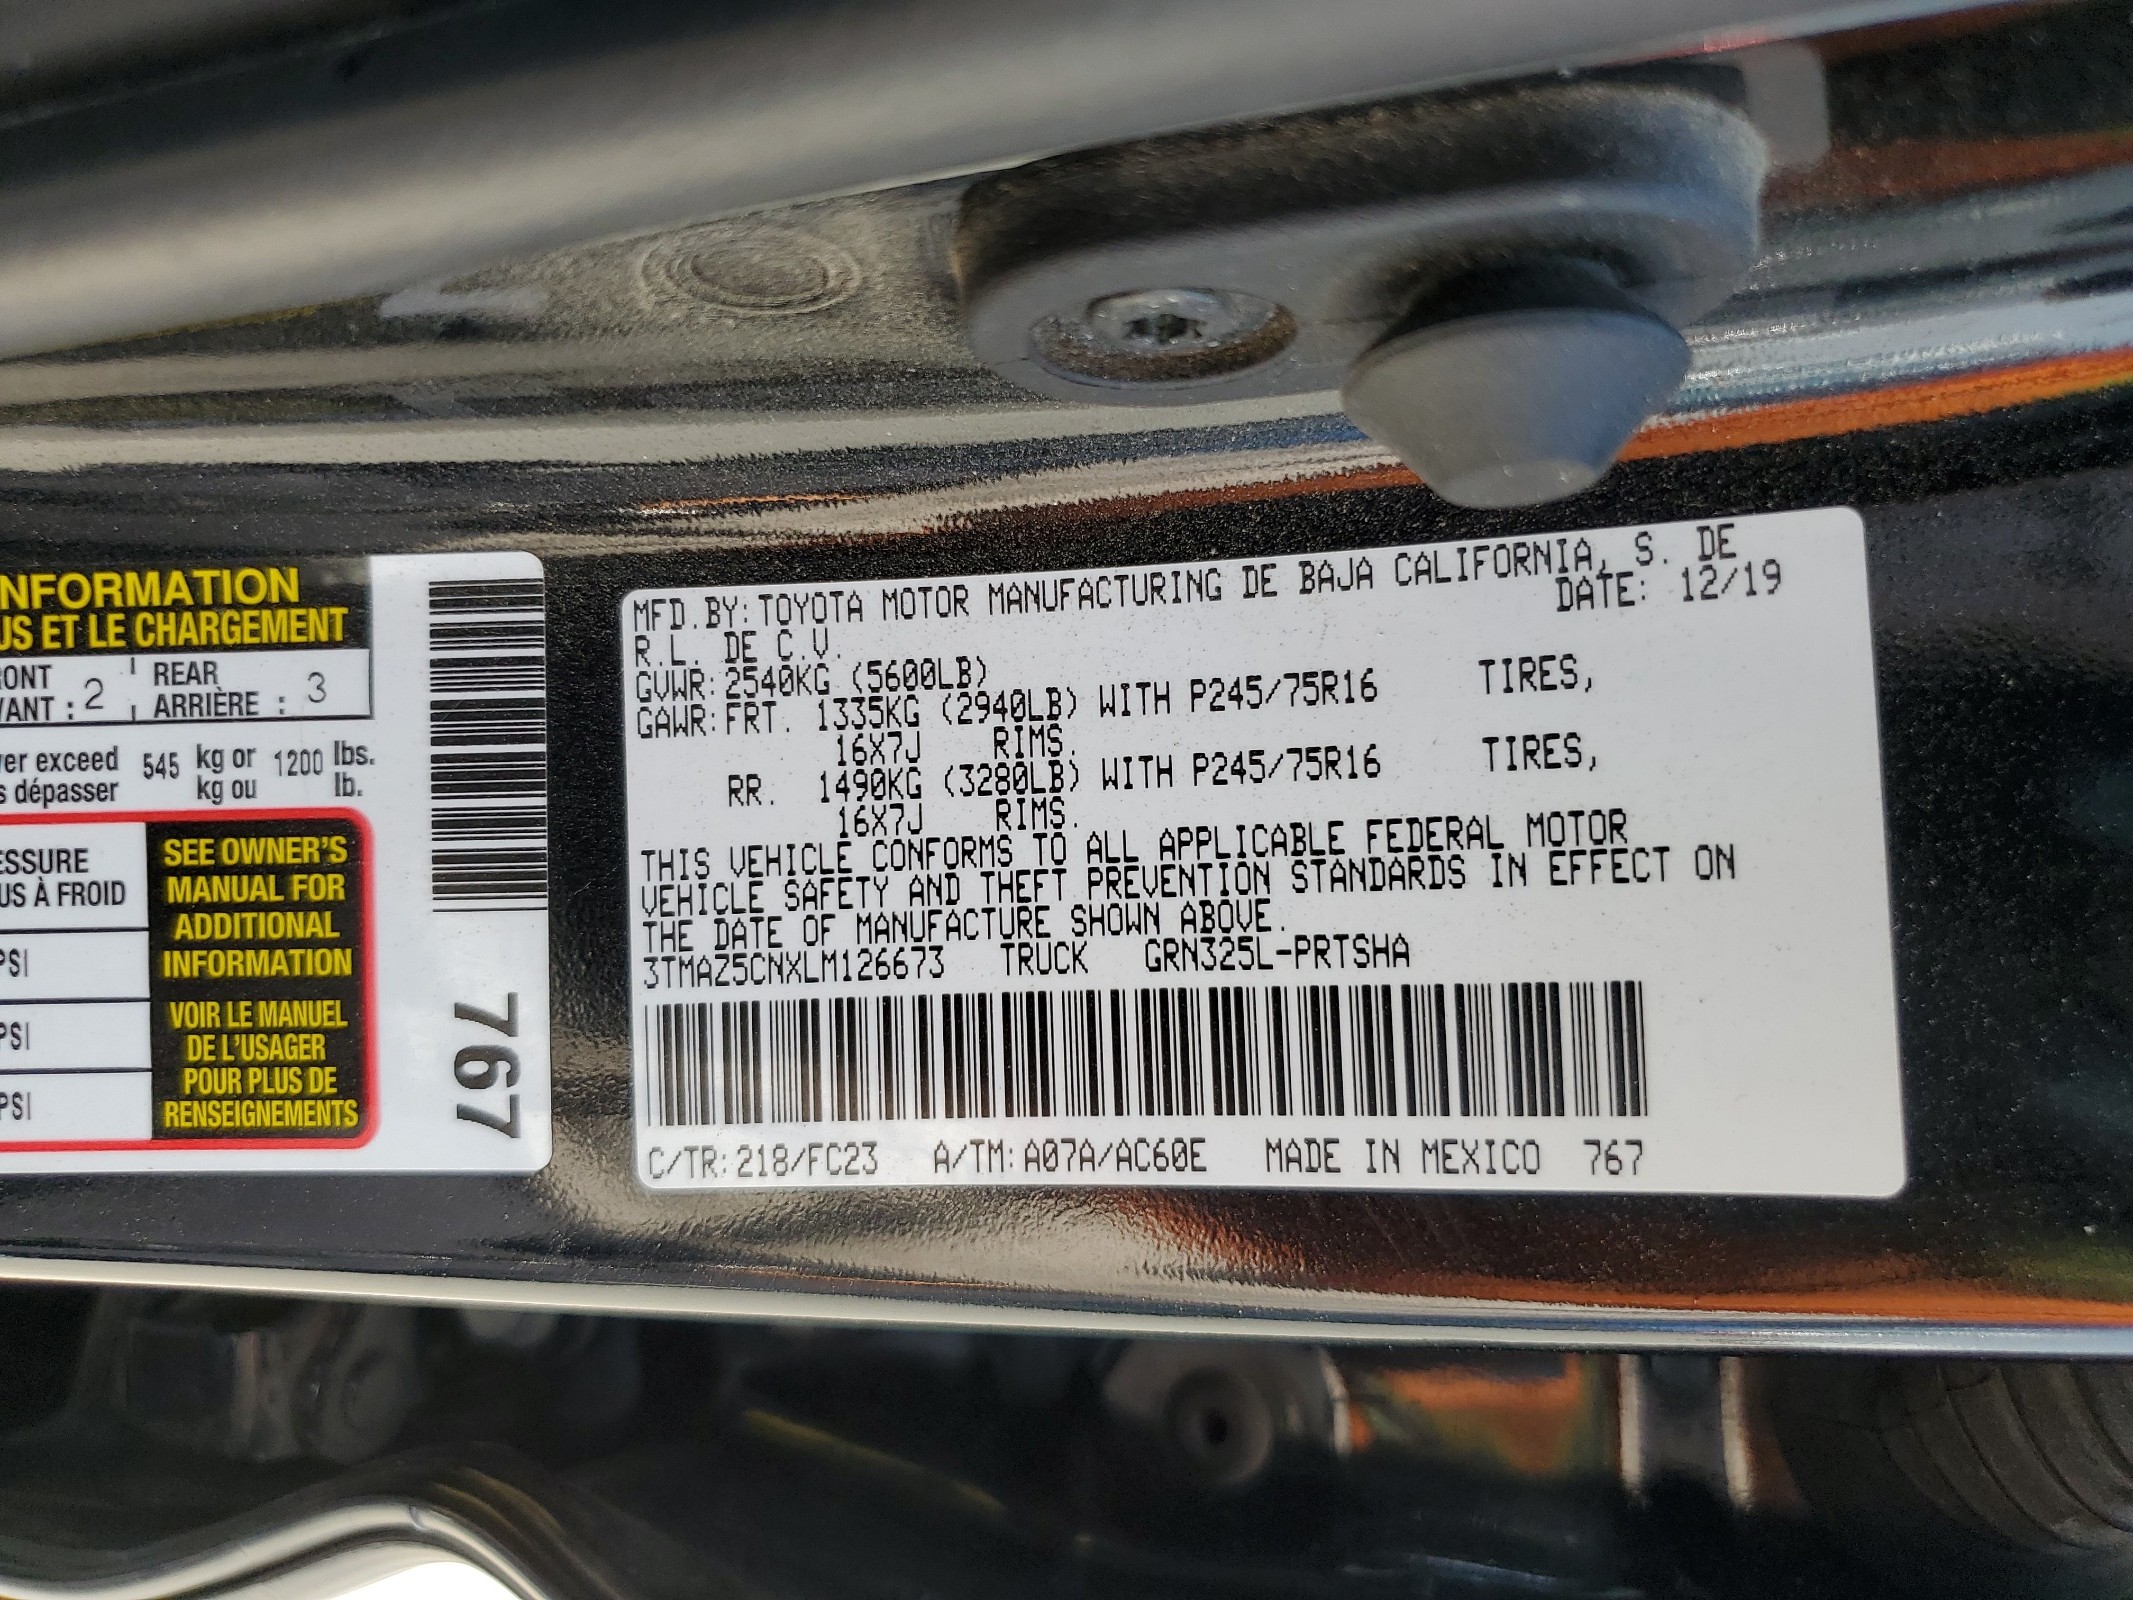 NFORMATION
US ET LE CHARGEMENT
ONT
VANT : 2
REAR
ARRIÈRE : 3
ver exceed 545 kg or 1200 lbs.
s dépasser kg ou lb.
ESSURE
US À FROID
PSI
PSI
PSI
SEE OWNER'S
MANUAL FOR
ADDITIONAL
INFORMATION
VOIR LE MANUEL
DE L'USAGER
POUR PLUS DE
RENSEIGNEMENTS
767
MFD.BY:TOYOTA MOTOR MANUFACTURING DE BAJA CALIFORNIA, S. DE
R.L. DE C.V. DATE: 12/19
GVWR:2540KG (5600LB)
GAWR:FRT. 1335KG (2940LB) WITH P245/75R16 TIRES,
16X7J RIMS.
RR. 1490KG (3280LB) WITH P245/75R16 TIRES,
16X7J RIMS.
THIS VEHICLE CONFORMS TO ALL APPLICABLE FEDERAL MOTOR
VEHICLE SAFETY AND THEFT PREVENTION STANDARDS IN EFFECT ON
THE DATE OF MANUFACTURE SHOWN ABOVE.
3TMAZ5CNXLM126673 TRUCK GRN325L-PRTSHA
C/TR:218/FC23 A/TM:A07A/AC60E MADE IN MEXICO 767